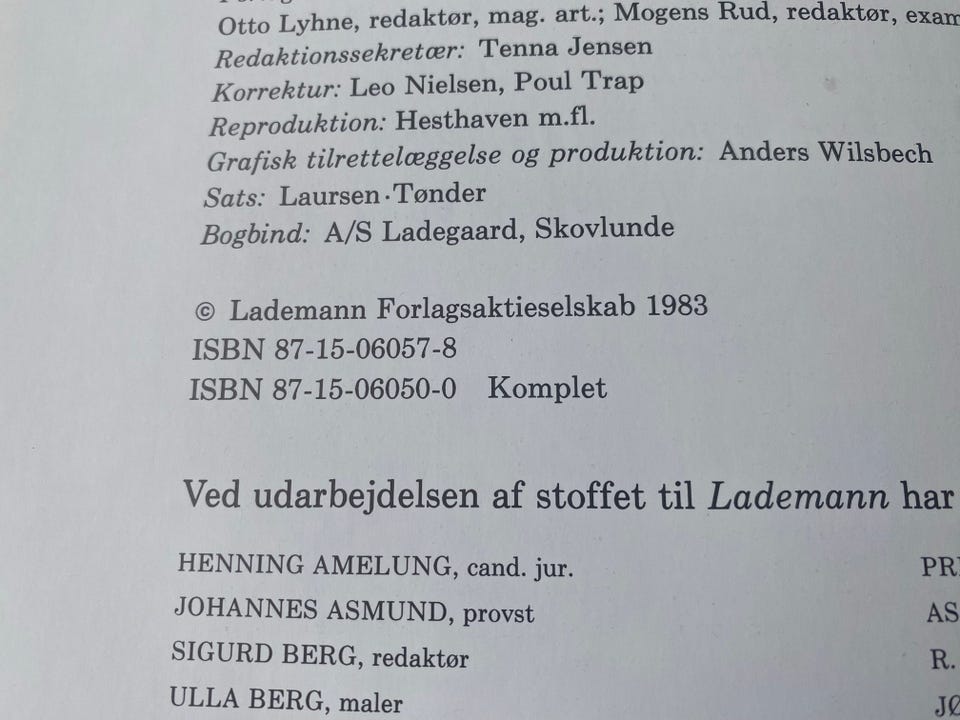 Otto Lyhne, redaktør, mag. art.; Mogens Rud, redaktør, exam
Redaktionssekretær: Tenna Jensen
Korrektur: Leo Nielsen, Poul Trap
Reproduktion: Hesthaven m.fl.
Grafisk tilrettelæggelse og produktion: Anders Wilsbech
Sats: Laursen·Tønder
Bogbind: A/S Ladegaard, Skovlunde
© Lademann Forlagsaktieselskab 1983
ISBN 87-15-06057-8
ISBN 87-15-06050-0 Komplet
Ved udarbejdelsen af stoffet til Lademann har
HENNING AMELUNG, cand. jur.
JOHANNES ASMUND, provst
AS
SIGURD BERG, redaktør
R.
ULLA BERG, maler
JØ